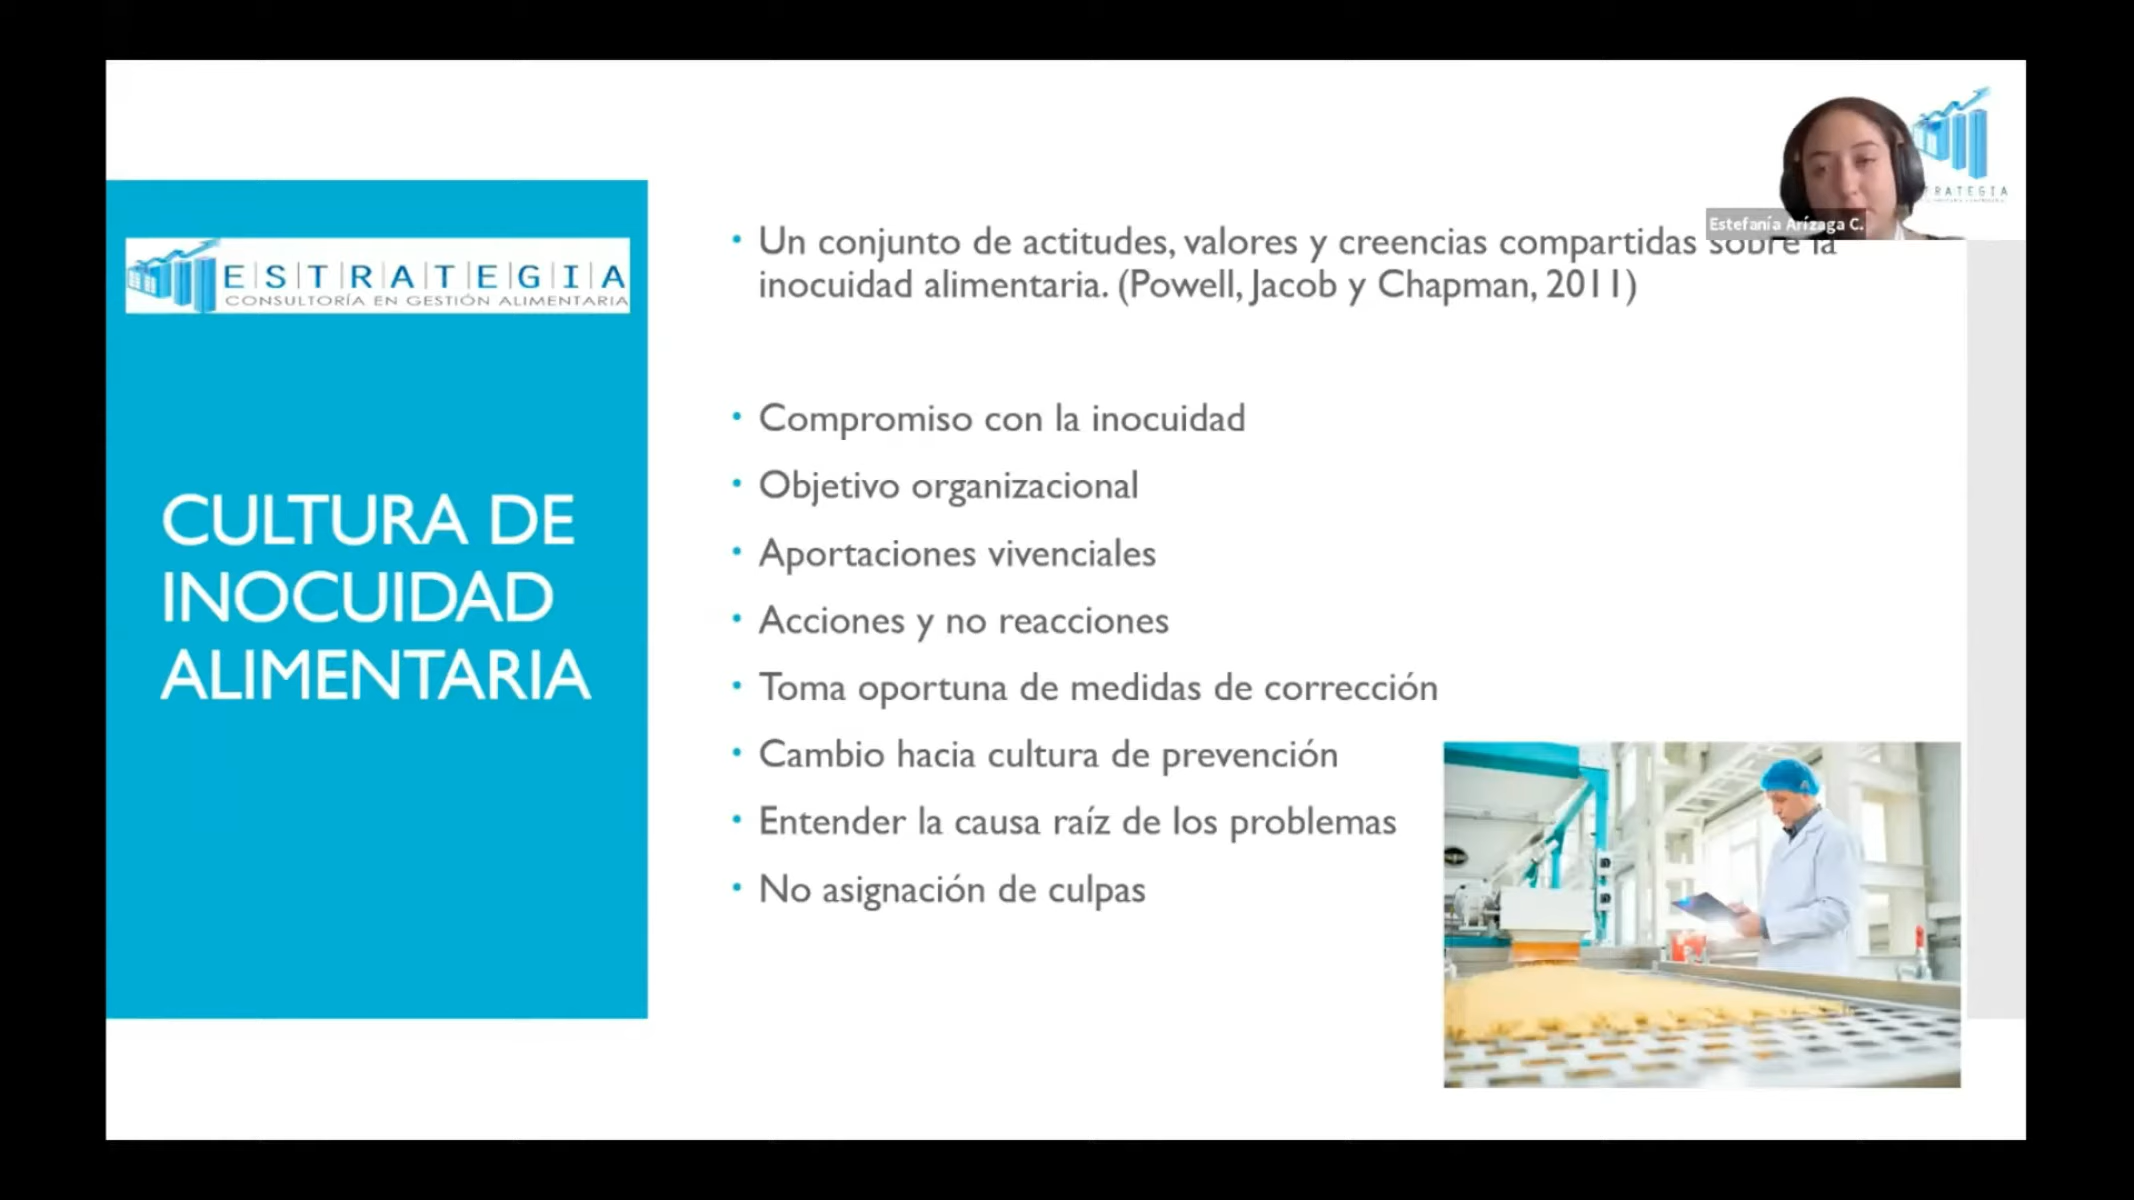 E|S|T|R|A|T|E|G|I|A
CONSULTORÍA EN GESTIÓN ALIMENTARIA
CULTURA DE
INOCUIDAD
ALIMENTARIA
Estefanía Arízaga C.
• Un conjunto de actitudes, valores y creencias compartidas sobre la
inocuidad alimentaria. (Powell, Jacob y Chapman, 2011)
• Compromiso con la inocuidad
• Objetivo organizacional
• Aportaciones vivenciales
• Acciones y no reacciones
• Toma oportuna de medidas de corrección
• Cambio hacia cultura de prevención
• Entender la causa raíz de los problemas
• No asignación de culpas